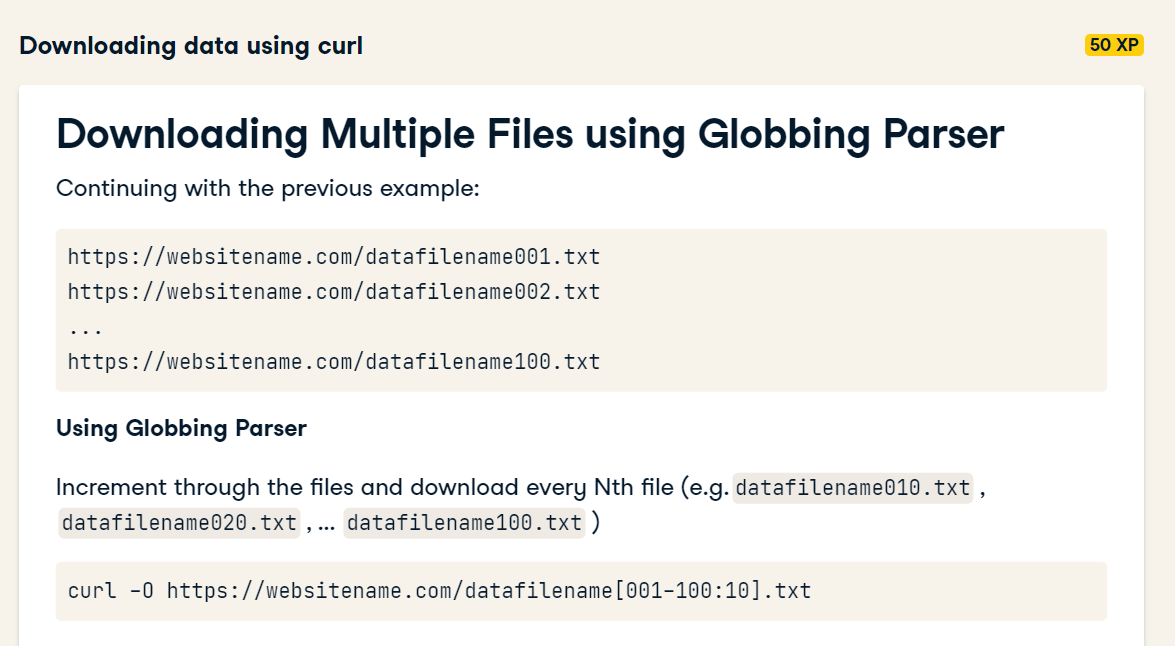 Downloading data using curl
50 XP
Downloading Multiple Files using Globbing Parser
Continuing with the previous example:
https://websitename.com/datafilename001.txt
https://websitename.com/datafilename002.txt
...
https://websitename.com/datafilename100.txt
Using Globbing Parser
Increment through the files and download every Nth file (e.g. datafilename010.txt ,
datafilename020.txt , ... datafilename100.txt )
curl -O https://websitename.com/datafilename[001-100:10].txt